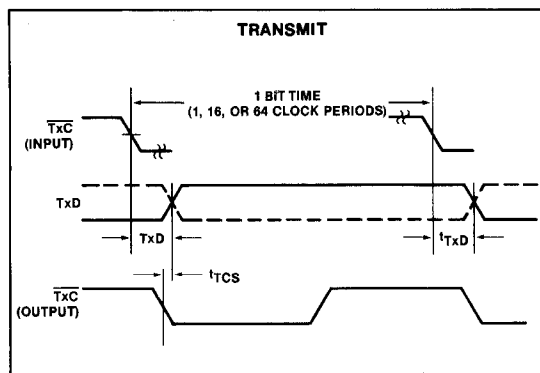 TRANSMIT
1 BIT TIME
(1, 16, OR 64 CLOCK PERIODS)
TxC
(INPUT)
TxD
TxD
tTxD
tTCS
TxC
(OUTPUT)